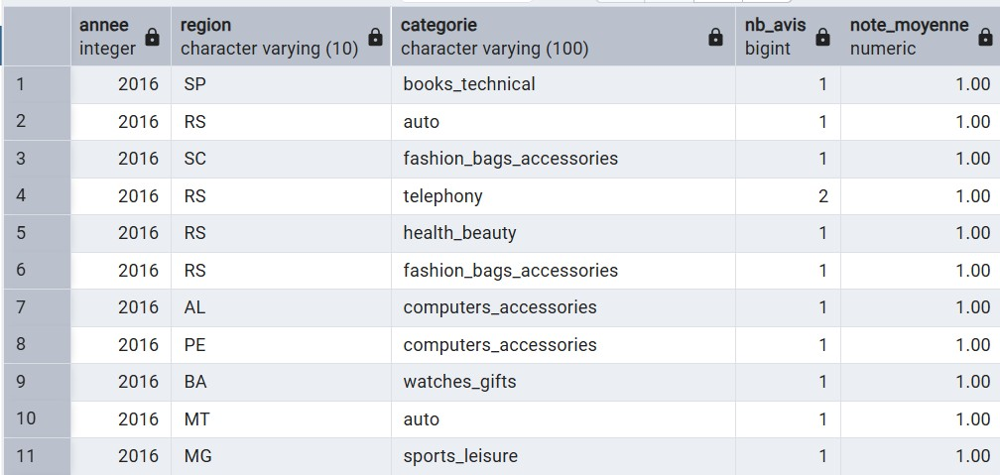 annee region categorie nb_avis note_moyenne
integer character varying (10) character varying (100) bigint numeric
1 2016 SP books_technical 1 1.00
2 2016 RS auto 1 1.00
3 2016 SC fashion_bags_accessories 1 1.00
4 2016 RS telephony 2 1.00
5 2016 RS health_beauty 1 1.00
6 2016 RS fashion_bags_accessories 1 1.00
7 2016 AL computers_accessories 1 1.00
8 2016 PE computers_accessories 1 1.00
9 2016 BA watches_gifts 1 1.00
10 2016 MT auto 1 1.00
11 2016 MG sports_leisure 1 1.00